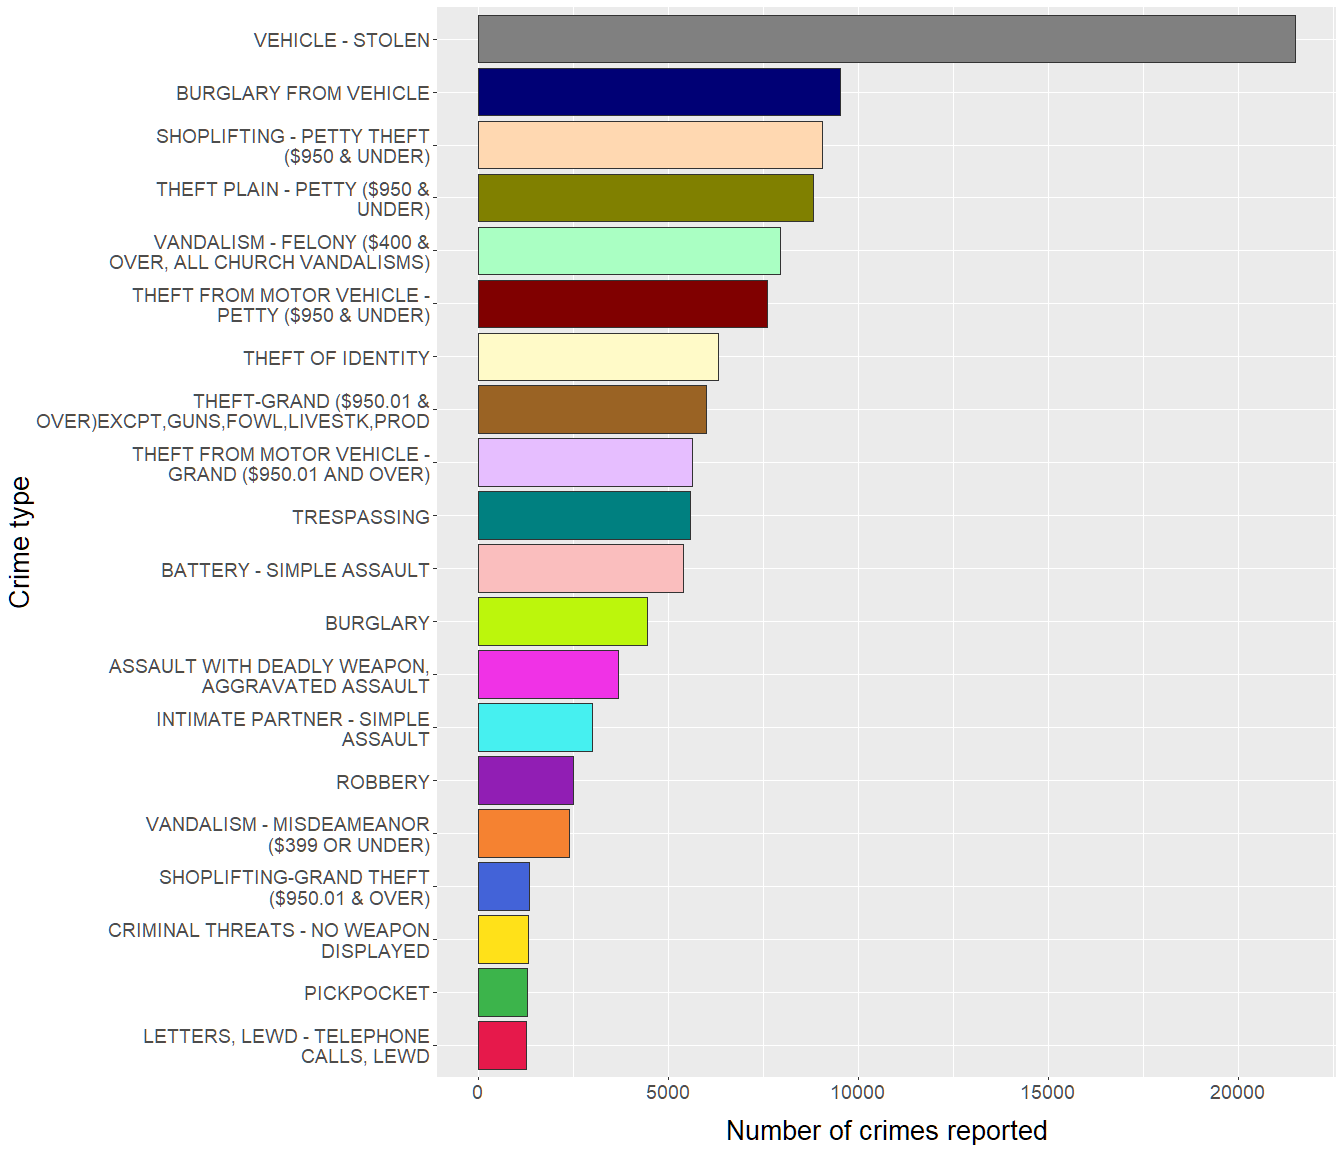 VEHICLE - STOLEN
BURGLARY FROM VEHICLE
SHOPLIFTING - PETTY THEFT
($950 & UNDER)
THEFT PLAIN - PETTY ($950 &
UNDER)
VANDALISM - FELONY ($400 &
OVER, ALL CHURCH VANDALISMS)
THEFT FROM MOTOR VEHICLE -
PETTY ($950 & UNDER)
THEFT OF IDENTITY
THEFT-GRAND ($950.01 &
OVER)EXCPT,GUNS,FOWL,LIVESTK,PROD
THEFT FROM MOTOR VEHICLE -
GRAND ($950.01 AND OVER)
TRESPASSING
BATTERY - SIMPLE ASSAULT
BURGLARY
ASSAULT WITH DEADLY WEAPON,
AGGRAVATED ASSAULT
INTIMATE PARTNER - SIMPLE
ASSAULT
ROBBERY
VANDALISM - MISDEAMEANOR
($399 OR UNDER)
SHOPLIFTING-GRAND THEFT
($950.01 & OVER)
CRIMINAL THREATS - NO WEAPON
DISPLAYED
PICKPOCKET
LETTERS, LEWD - TELEPHONE
CALLS, LEWD
Crime type
0 5000 10000 15000 20000
Number of crimes reported